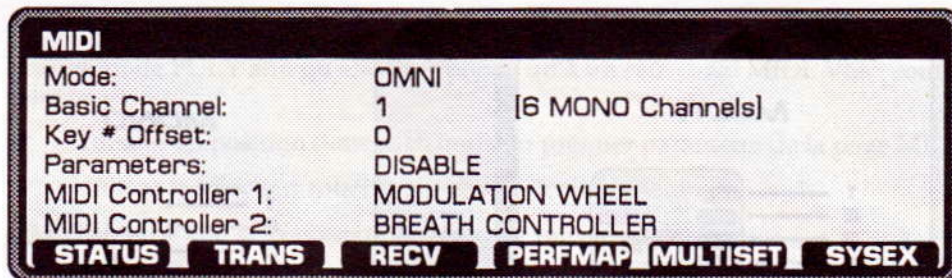 MIDI
Mode: OMNI
Basic Channel: 1 [6 MONO Channels]
Key # Offset: 0
Parameters: DISABLE
MIDI Controller 1: MODULATION WHEEL
MIDI Controller 2: BREATH CONTROLLER
STATUS TRANS RECV PERFMAP MULTISET SYSEX